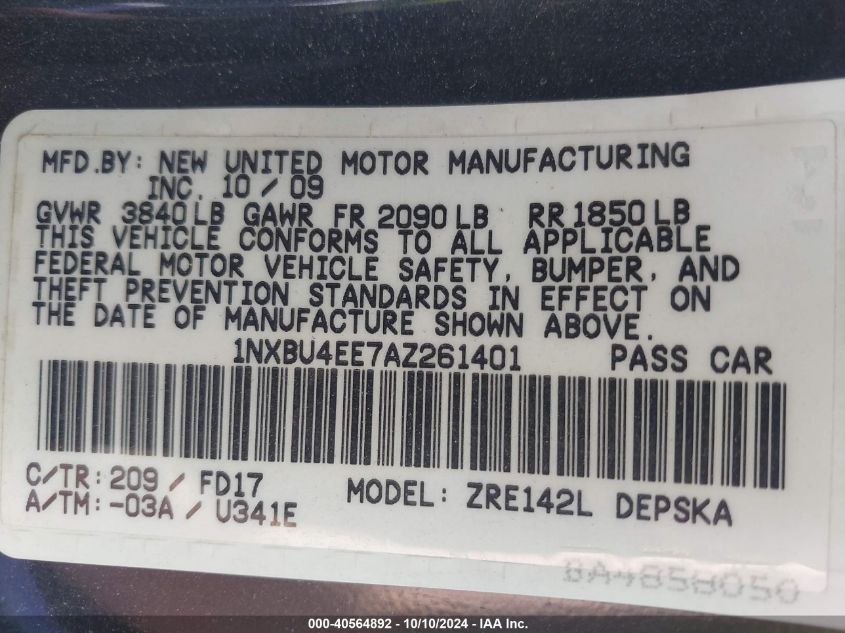 MFD.BY: NEW UNITED MOTOR MANUFACTURING
INC. 10 / 09
GVWR 3840 LB GAWR FR 2090 LB RR 1850 LB
THIS VEHICLE CONFORMS TO ALL APPLICABLE
FEDERAL MOTOR VEHICLE SAFETY, BUMPER, AND
THEFT PREVENTION STANDARDS IN EFFECT ON
THE DATE OF MANUFACTURE SHOWN ABOVE.
1NXBU4EE7AZ261401 PASS CAR
C/TR: 209 / FD17 MODEL: ZRE142L DEPSKA
A/TM: -03A / U341E
000-40564892 - 10/10/2024 - IAA Inc.